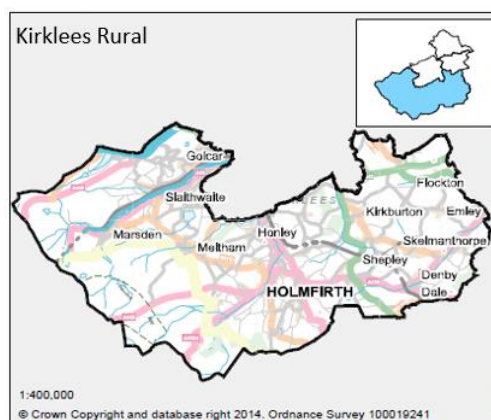 Kirklees Rural
Golcar
Slaithwaite
Flockton
Kirkburton
Emley
Marsden
Honley
Meltham
Skelmanthorpe
Shepley
Denby
Dale
HOLMFIRTH
1:400,000
© Crown Copyright and database right 2014. Ordnance Survey 100019241